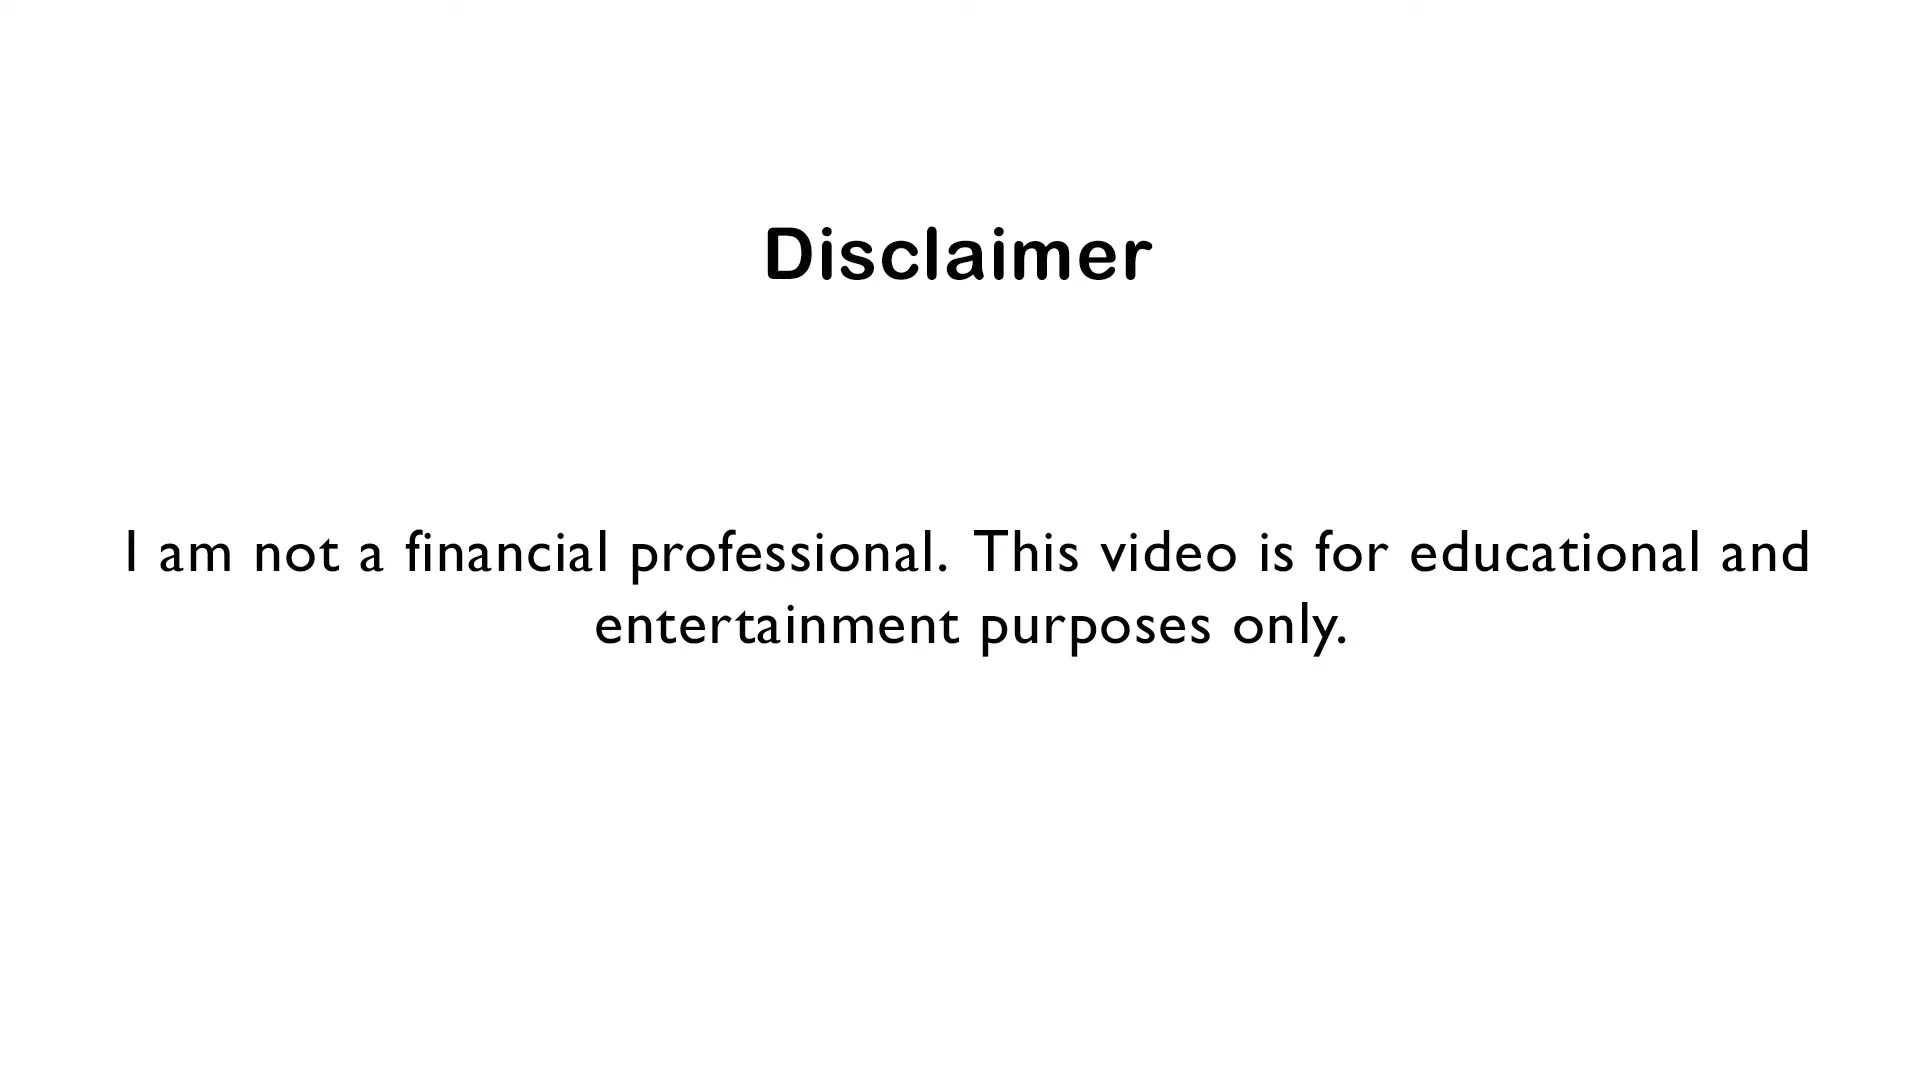 Disclaimer
I am not a financial professional. This video is for educational and
entertainment purposes only.